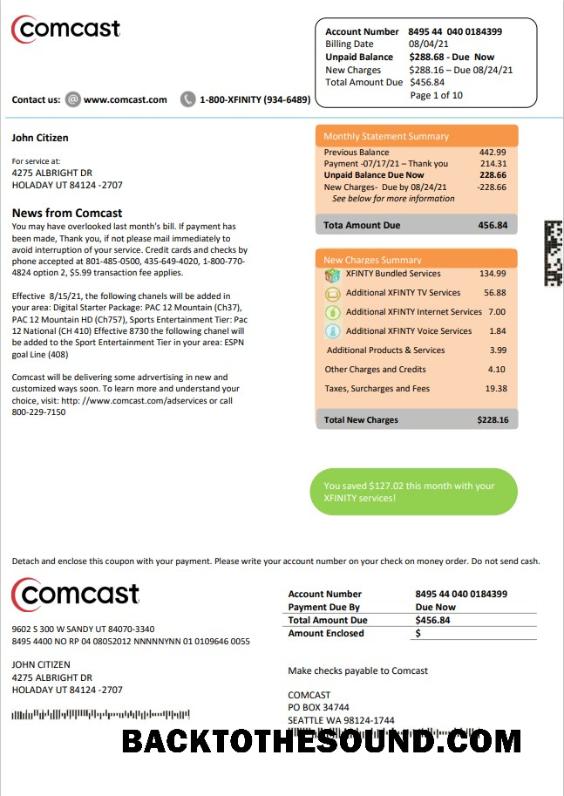 comcast
Account Number 8495 44 040 0184399
Billing Date 08/04/21
Unpaid Balance $288.68 - Due Now
New Charges $288.16 – Due 08/24/21
Total Amount Due $456.84
Page 1 of 10
Contact us: @ www.comcast.com 1-800-XFINITY (934-6489)
John Citizen
For service at:
4275 ALBRIGHT DR
HOLADAY UT 84124 -2707
News from Comcast
You may have overlooked last month's bill. If payment has
been made, Thank you, if not please mail immediately to
avoid interruption of your service. Credit cards and checks by
phone accepted at 801-485-0500, 435-649-4020, 1-800-770-
4824 option 2, $5.99 transaction fee applies.
Effective 8/15/21, the following chanels will be added in
your area: Digital Starter Package: PAC 12 Mountain (Ch37),
PAC 12 Mountain HD (Ch757), Sports Entertainment Tier: Pac
12 National (CH 410) Effective 8730 the following chanel will
be added to the Sport Entertainment Tier in your area: ESPN
goal Line (408)
Comcast will be delivering some adrvertising in new and
customized ways soon. To learn more and understand your
choice, visit: http: //www.comcast.com/adservices or call
800-229-7150
Monthly Statement Summary
Previous Balance 442.99
Payment -07/17/21 – Thank you 214.31
Unpaid Balance Due Now 228.66
New Charges- Due by 08/24/21 -228.66
See below for more information
Tota Amount Due 456.84
New Charges Summary
XFINTY Bundled Services 134.99
Additional XFINITY TV Services 56.88
Additional XFINITY Internet Services 7.00
Additional XFINITY Voice Services 1.84
Additional Products & Services 3.99
Other Charges and Credits 4.10
Taxes, Surcharges and Fees 19.38
Total New Charges $228.16
You saved $127.02 this month with your
XFINITY services!
Detach and enclose this coupon with your payment. Please write your account number on your check on money order. Do not send cash.
comcast
9602 S 300 W SANDY UT 84070-3340
8495 4400 NO RP 04 08052012 NNNNNYNN 01 0109646 0055
JOHN CITIZEN
4275 ALBRIGHT DR
HOLADAY UT 84124 -2707
Account Number 8495 44 040 0184399
Payment Due By Due Now
Total Amount Due $456.84
Amount Enclosed $
Make checks payable to Comcast
COMCAST
PO BOX 34744
SEATTLE WA 98124-1744
BACKTOTHESOUND.COM